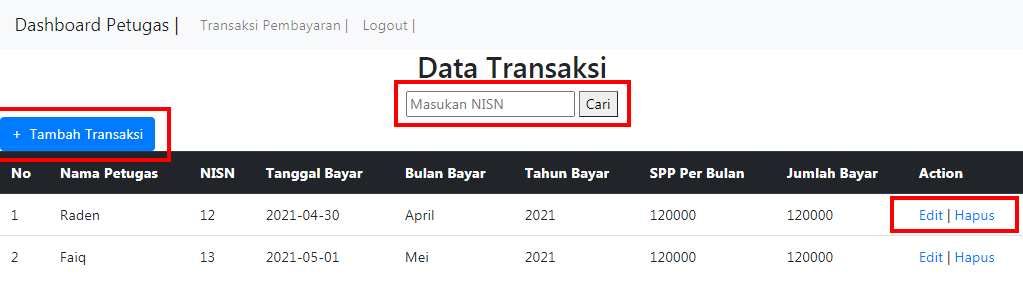 Dashboard Petugas | Transaksi Pembayaran | Logout |
Data Transaksi
Masukan NISN Cari
+ Tambah Transaksi
No Nama Petugas NISN Tanggal Bayar Bulan Bayar Tahun Bayar SPP Per Bulan Jumlah Bayar Action
1 Raden 12 2021-04-30 April 2021 120000 120000 Edit | Hapus
2 Faiq 13 2021-05-01 Mei 2021 120000 120000 Edit | Hapus